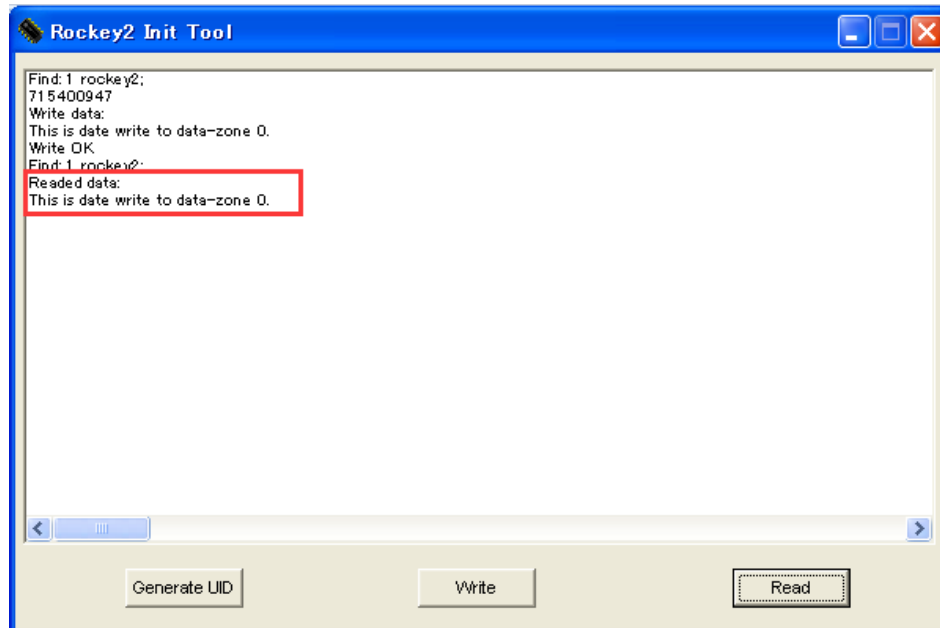 Rockey2 Init Tool
Find: 1 rockey2;
715400947
Write data:
This is date write to data-zone 0.
Write OK
Find: 1 rockey2;
Readed data:
This is date write to data-zone 0.
Generate UID
Write
Read